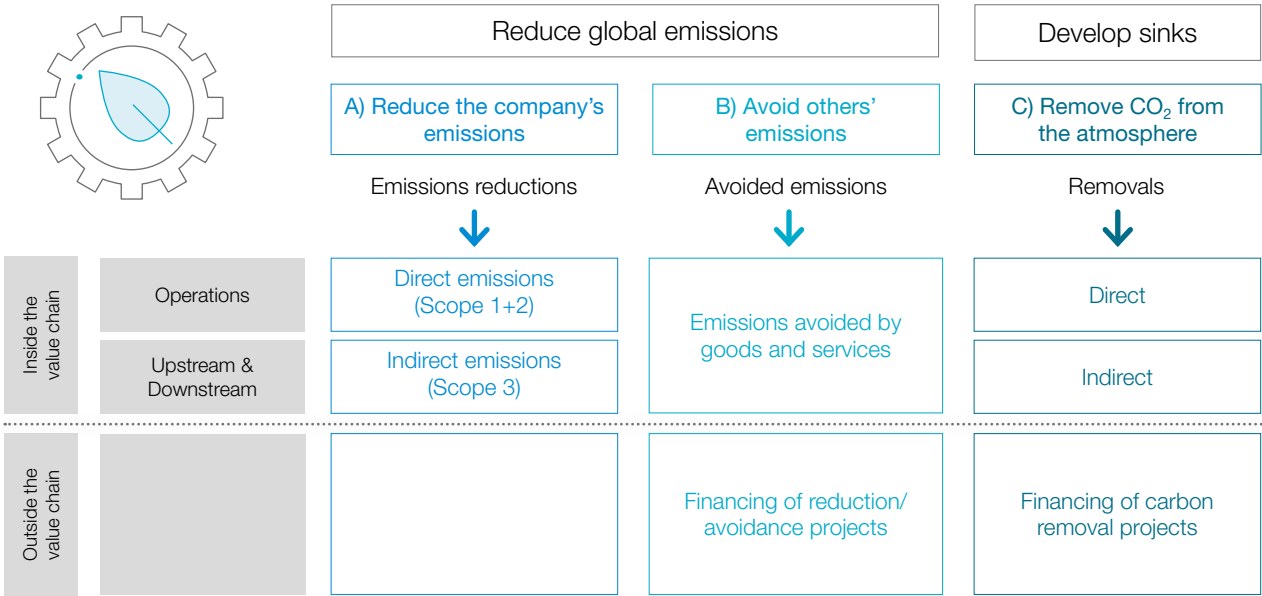 Reduce global emissions
Develop sinks
A) Reduce the company's
emissions
B) Avoid others'
emissions
C) Remove CO₂ from
the atmosphere
Emissions reductions
Avoided emissions
Removals
Inside the
value chain
Operations
Direct emissions
(Scope 1+2)
Emissions avoided by
goods and services
Direct
Upstream &
Downstream
Indirect emissions
(Scope 3)
Indirect
Outside the
value chain
Financing of reduction/
avoidance projects
Financing of carbon
removal projects